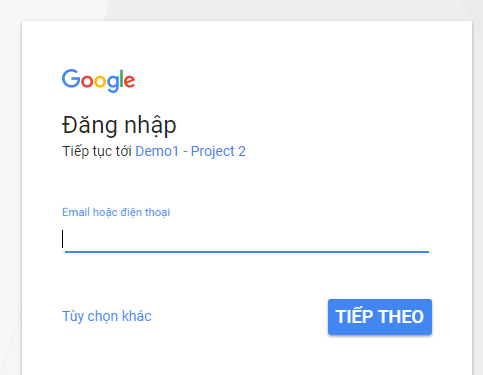 Google
Đăng nhập
Tiếp tục tới Demo1 - Project 2
Email hoặc điện thoại
Tùy chọn khác
TIẾP THEO